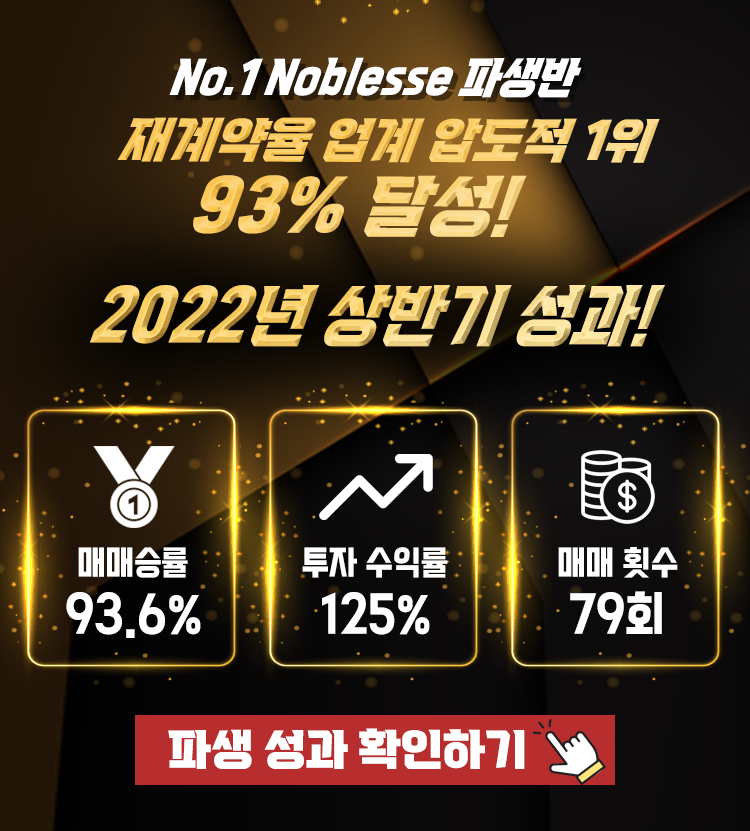 No.1 Noblesse 파생반
재계약율 업계 압도적 1위
93% 달성!
2022년 상반기 성과!
1
매매승률
93.6%
투자 수익률
125%
$
매매 횟수
79회
파생 성과 확인하기